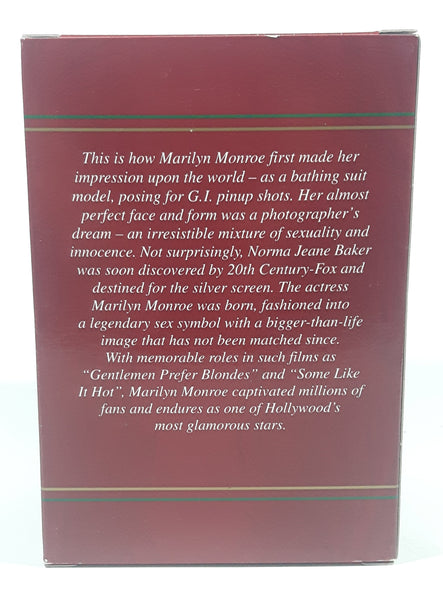 This is how Marilyn Monroe first made her
impression upon the world – as a bathing suit
model, posing for G.I. pinup shots. Her almost
perfect face and form was a photographer's
dream – an irresistible mixture of sexuality and
innocence. Not surprisingly, Norma Jeane Baker
was soon discovered by 20th Century-Fox and
destined for the silver screen. The actress
Marilyn Monroe was born, fashioned into
a legendary sex symbol with a bigger-than-life
image that has not been matched since.
With memorable roles in such films as
“Gentlemen Prefer Blondes” and “Some Like
It Hot”, Marilyn Monroe captivated millions of
fans and endures as one of Hollywood's
most glamorous stars.